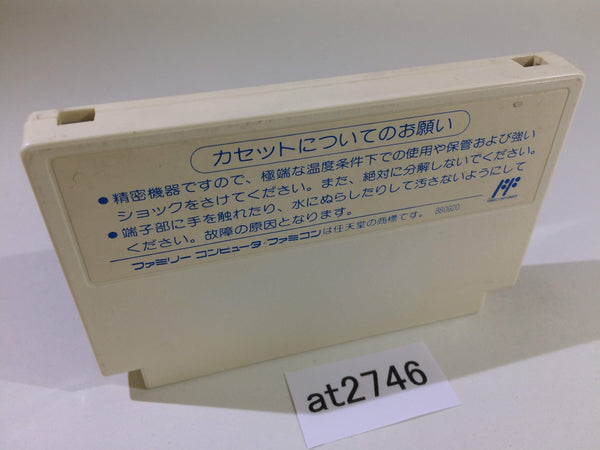 カセットについてのお願い
●精密機器ですので、極端な温度条件下での使用や保管および強い
ショックをさけてください。また、絶対に分解しないでください。
●端子部に手を触れたり、水にぬらしたりして汚さないようにして
ください。故障の原因となります。
ファミリーコンピュータ・ファミコンは任天堂の商標です。 880920
at2746